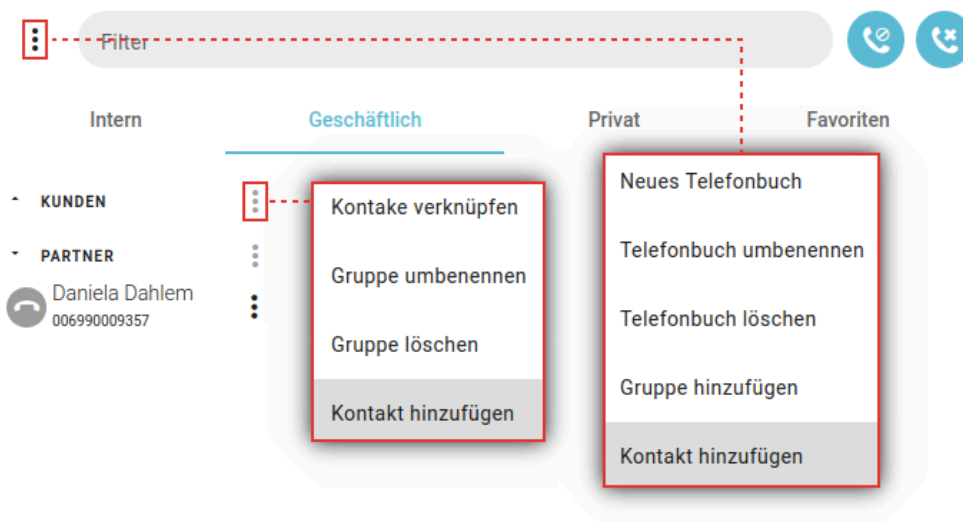 Filter
Intern
Geschäftlich
Privat
Favoriten
KUNDEN
PARTNER
Daniela Dahlem
006990009357
Kontake verknüpfen
Gruppe umbenennen
Gruppe löschen
Kontakt hinzufügen
Neues Telefonbuch
Telefonbuch umbenennen
Telefonbuch löschen
Gruppe hinzufügen
Kontakt hinzufügen